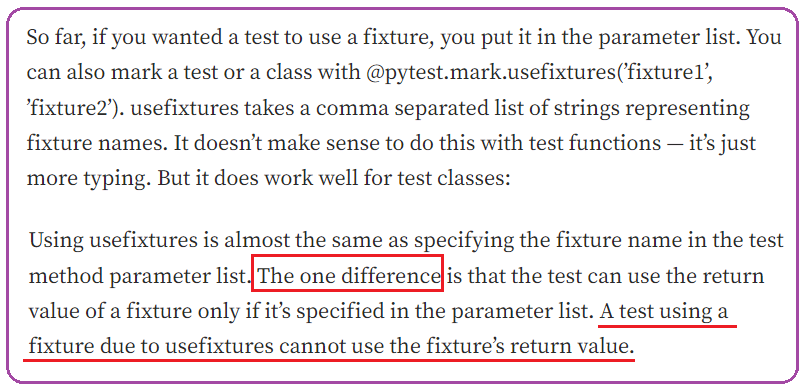 So far, if you wanted a test to use a fixture, you put it in the parameter list. You
can also mark a test or a class with @pytest.mark.usefixtures(’fixture1’,
’fixture2’). usefixtures takes a comma separated list of strings representing
fixture names. It doesn’t make sense to do this with test functions — it’s just
more typing. But it does work well for test classes:
Using usefixtures is almost the same as specifying the fixture name in the test
method parameter list. The one difference is that the test can use the return
value of a fixture only if it’s specified in the parameter list. A test using a
fixture due to usefixtures cannot use the fixture’s return value.